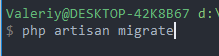 Valeriy@DESKTOP-42K8B67 d:\
$ php artisan migrate